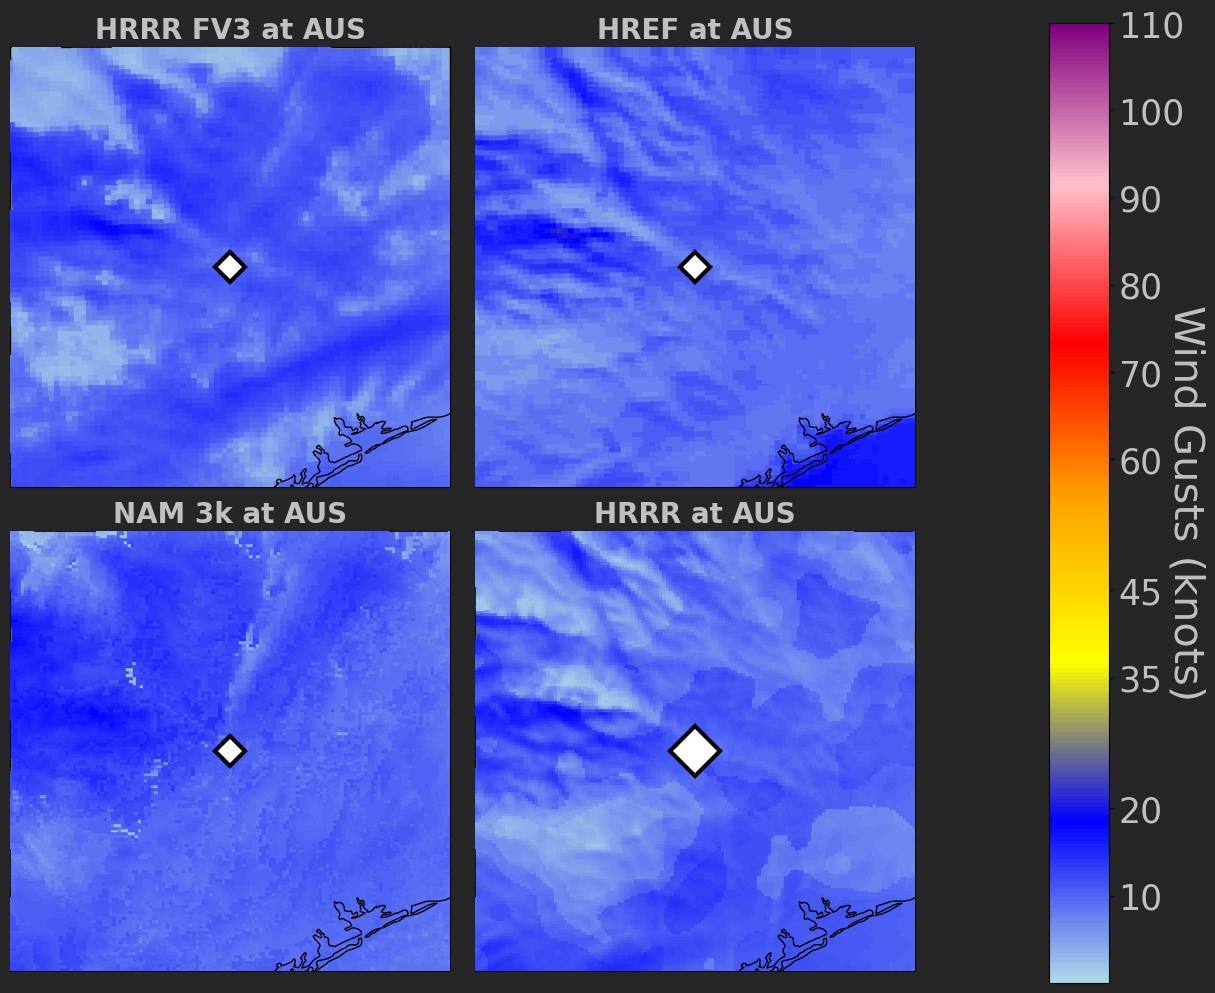 HRRR FV3 at AUS
HREF at AUS
NAM 3k at AUS
HRRR at AUS
110
100
90
80
70
60
45
35
20
10
Wind Gusts (knots)